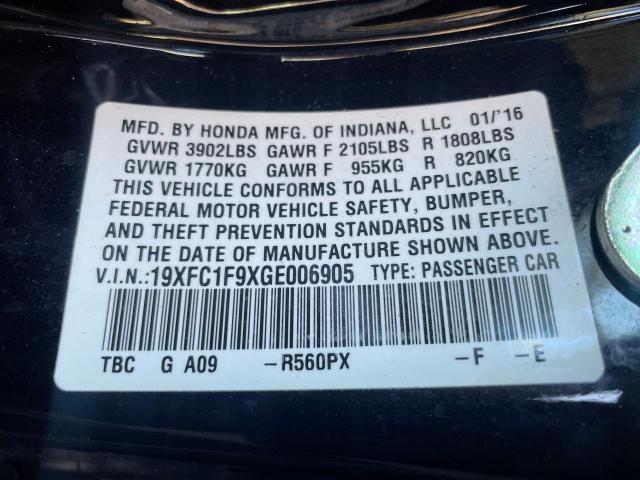 MFD. BY HONDA MFG. OF INDIANA, LLC 01/'16
GVWR 3902LBS GAWR F 2105LBS R 1808LBS
GVWR 1770KG GAWR F 955KG R 820KG
THIS VEHICLE CONFORMS TO ALL APPLICABLE
FEDERAL MOTOR VEHICLE SAFETY, BUMPER,
AND THEFT PREVENTION STANDARDS IN EFFECT
ON THE DATE OF MANUFACTURE SHOWN ABOVE.
V.I.N.:19XFC1F9XGE006905 TYPE: PASSENGER CAR
TBC G A09 -R560PX -F -E